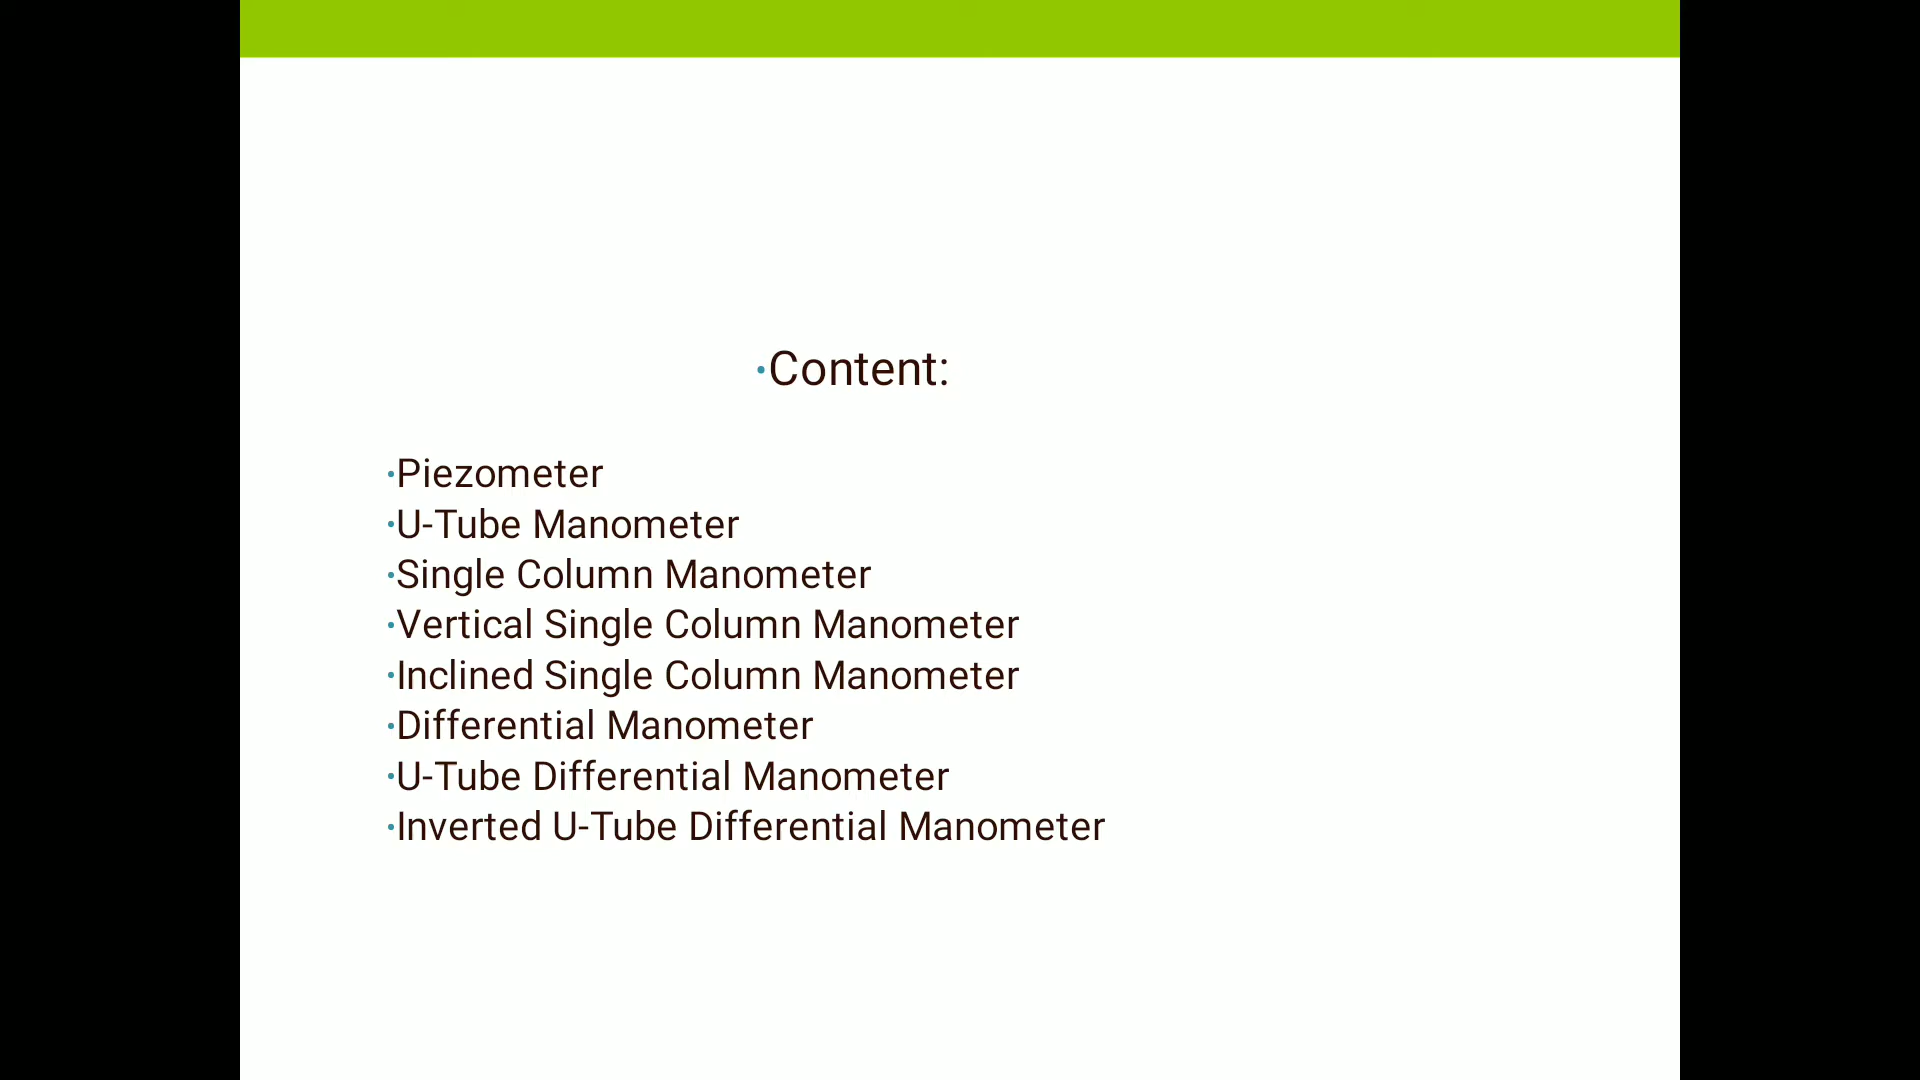 •Content:
•Piezometer
•U-Tube Manometer
•Single Column Manometer
•Vertical Single Column Manometer
•Inclined Single Column Manometer
•Differential Manometer
•U-Tube Differential Manometer
•Inverted U-Tube Differential Manometer